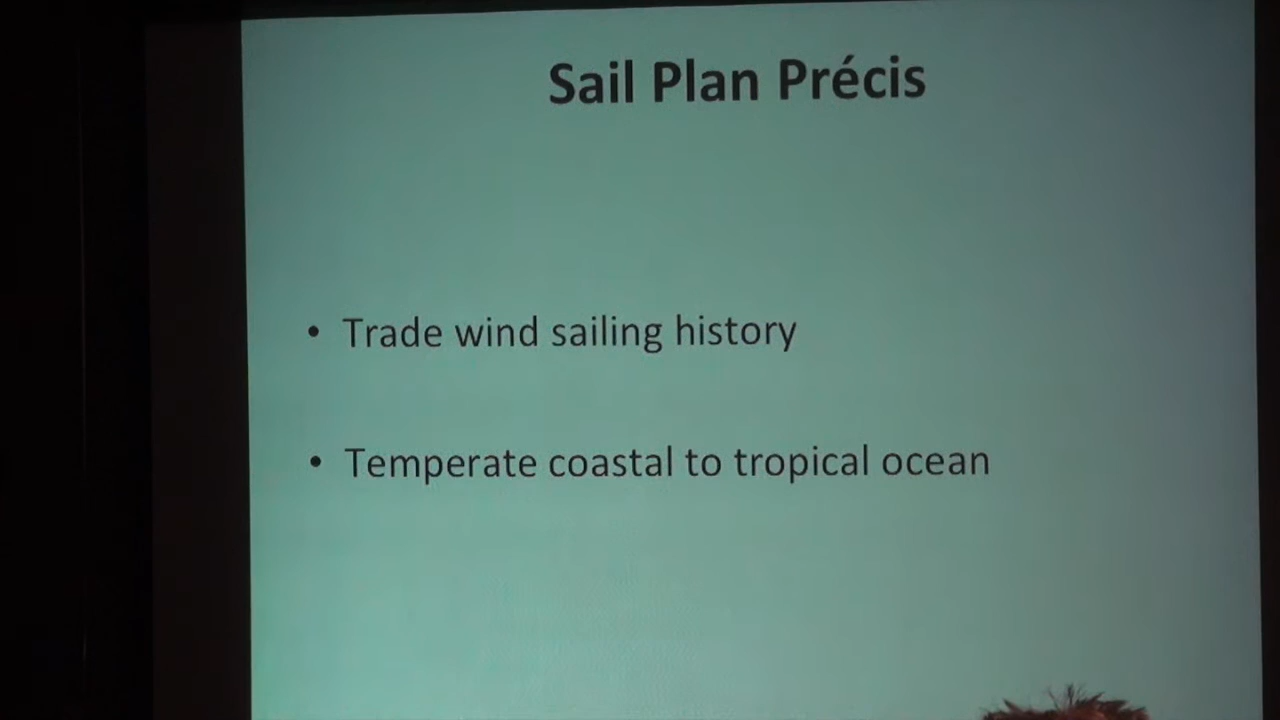 Sail Plan Précis
• Trade wind sailing history
• Temperate coastal to tropical ocean